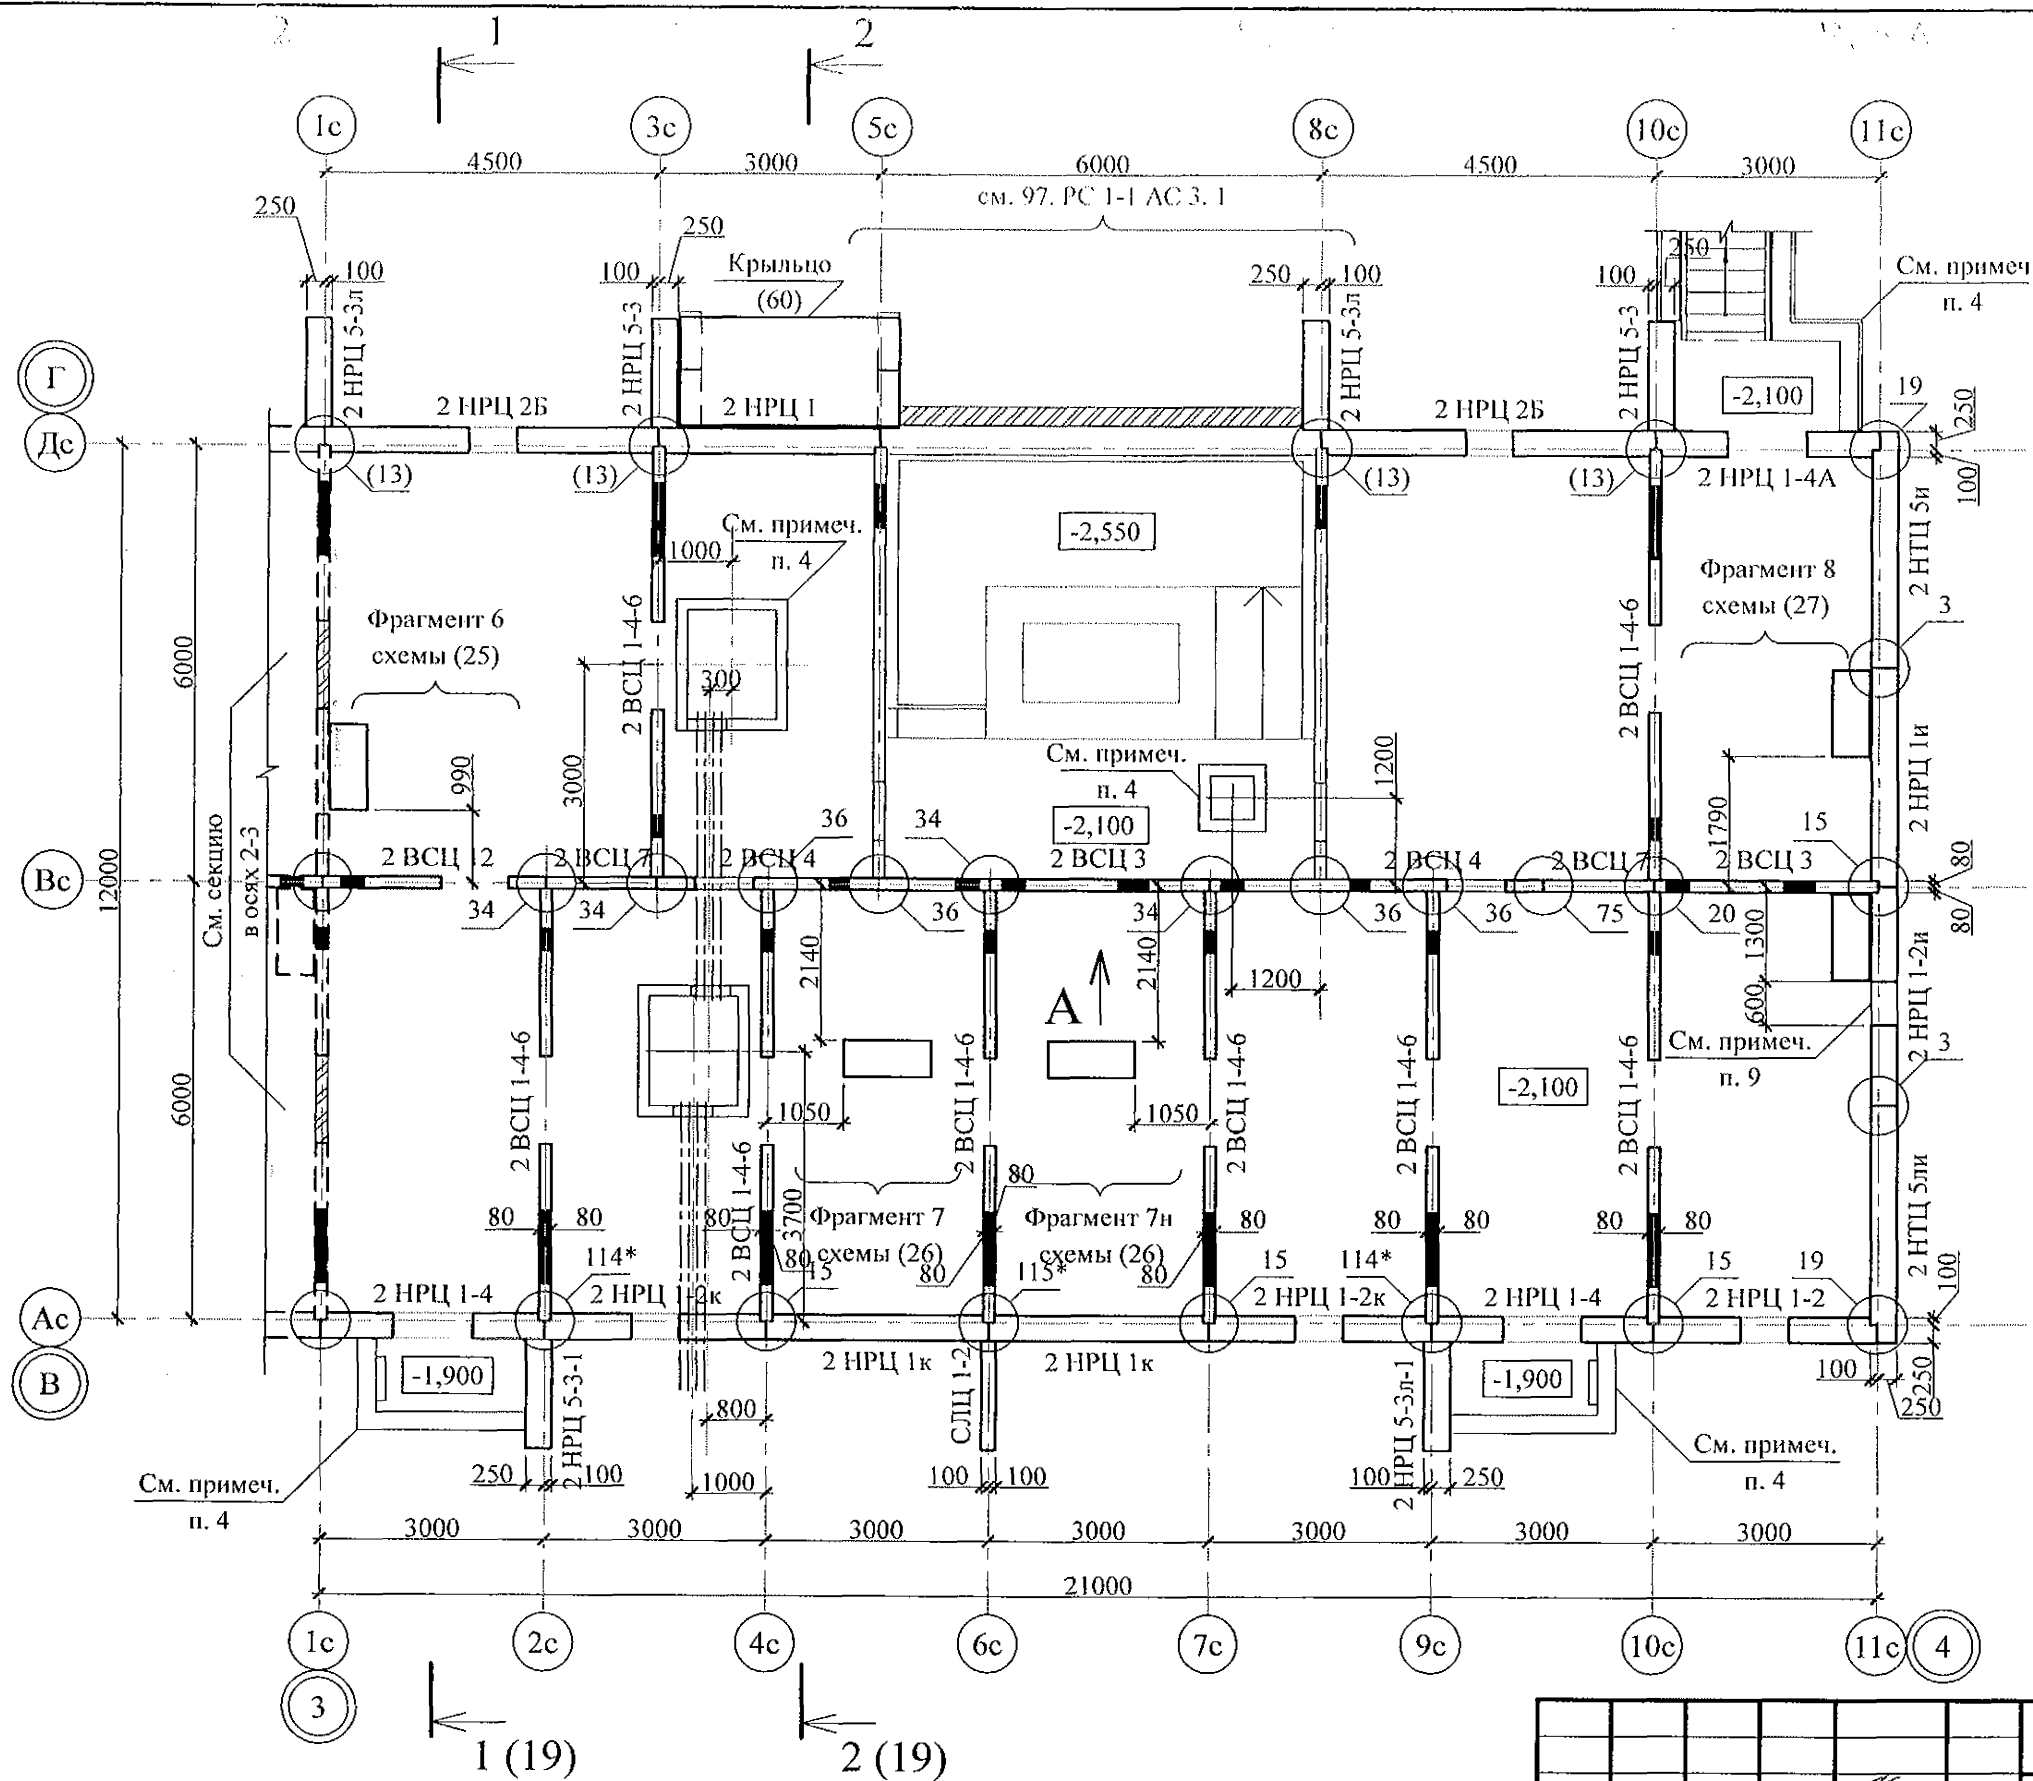 1
2
1с
3с
5с
8с
10с
11с
4500
3000
6000
4500
3000
см. 97. РС 1-1 АС 3. 1
250
100
2 НРЦ 5-3л
100
250
2 НРЦ 5-3
Крыльцо
(60)
250
100
2 НРЦ 5-3л
100
250
2 НРЦ 5-3
См. примеч
п. 4
-2,100
19
250
100
Г
Дс
2 НРЦ 2Б
2 НРЦ 1
2 НРЦ 2Б
(13)
(13)
(13)
(13)
2 НРЦ 1-4А
2 НТЦ 5и
См. примеч.
п. 4
1000
-2,550
Фрагмент 6
схемы (25)
Фрагмент 8
схемы (27)
3
6000
12000
2 ВСЦ 1-4-6
300
3000
990
2 ВСЦ 1-4-6
См. примеч.
п. 4
-2,100
1200
1790
2 НРЦ 1и
См. секцию
в осях 2-3
36
34
15
80
80
Вс
2 ВСЦ 12
2 ВСЦ 7
2 ВСЦ 4
2 ВСЦ 3
2 ВСЦ 4
2 ВСЦ 7
2 ВСЦ 3
34
34
36
34
36
36
75
20
2140
2140
А
1200
1300
600
2 НРЦ 1-2и
См. примеч.
п. 9
3
6000
2 ВСЦ 1-4-6
2 ВСЦ 1-4-6
2 ВСЦ 1-4-6
2 ВСЦ 1-4-6
2 ВСЦ 1-4-6
2 ВСЦ 1-4-6
-2,100
1050
1050
3700
Фрагмент 7
схемы (26)
Фрагмент 7н
схемы (26)
80
80
80
80
80
80
80
80
80
80
80
80
114*
15
115*
15
114*
15
19
2 НТЦ 5ли
100
250
Ас
В
2 НРЦ 1-4
2 НРЦ 1-2к
2 НРЦ 1-2к
2 НРЦ 1-4
2 НРЦ 1-2
-1,900
2 НРЦ 1к
2 НРЦ 1к
-1,900
100
250
2 НРЦ 5-3-1
800
СЛЦ 1-2
2 НРЦ 5-3л-1
См. примеч.
п. 4
См. примеч.
п. 4
250
100
1000
100
100
100
250
3000
3000
3000
3000
3000
3000
3000
21000
1с
2с
4с
6с
7с
9с
10с
11с
4
3
1 (19)
2 (19)